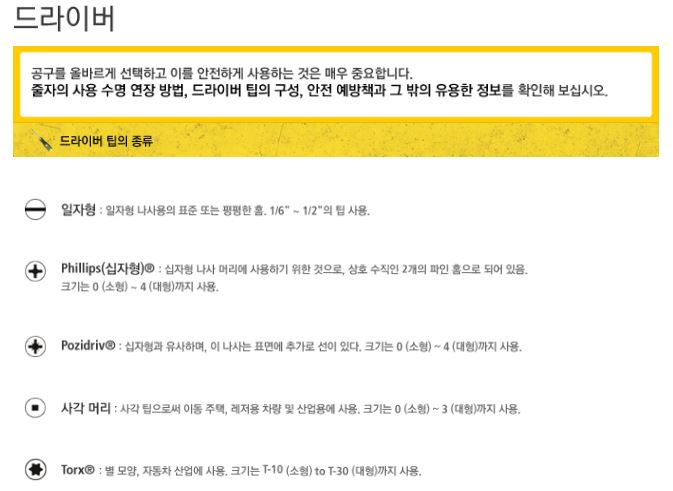 드라이버
공구를 올바르게 선택하고 이를 안전하게 사용하는 것은 매우 중요합니다.
줄자의 사용 수명 연장 방법, 드라이버 팁의 구성, 안전 예방책과 그 밖의 유용한 정보를 확인해 보십시오.
드라이버 팁의 종류
일자형 : 일자형 나사용의 표준 또는 평평한 홈. 1/6" ~ 1/2"의 팁 사용.
Phillips(십자형)® : 십자형 나사 머리에 사용하기 위한 것으로, 상호 수직인 2개의 파인 홈으로 되어 있음.
크기는 0 (소형) ~ 4 (대형)까지 사용.
Pozidriv® : 십자형과 유사하며, 이 나사는 표면에 추가로 선이 있다. 크기는 0 (소형) ~ 4 (대형)까지 사용.
사각 머리 : 사각 팁으로써 이동 주택, 레저용 차량 및 산업용에 사용. 크기는 0 (소형) ~ 3 (대형)까지 사용.
Torx® : 별 모양, 자동차 산업에 사용. 크기는 T-10 (소형) to T-30 (대형)까지 사용.